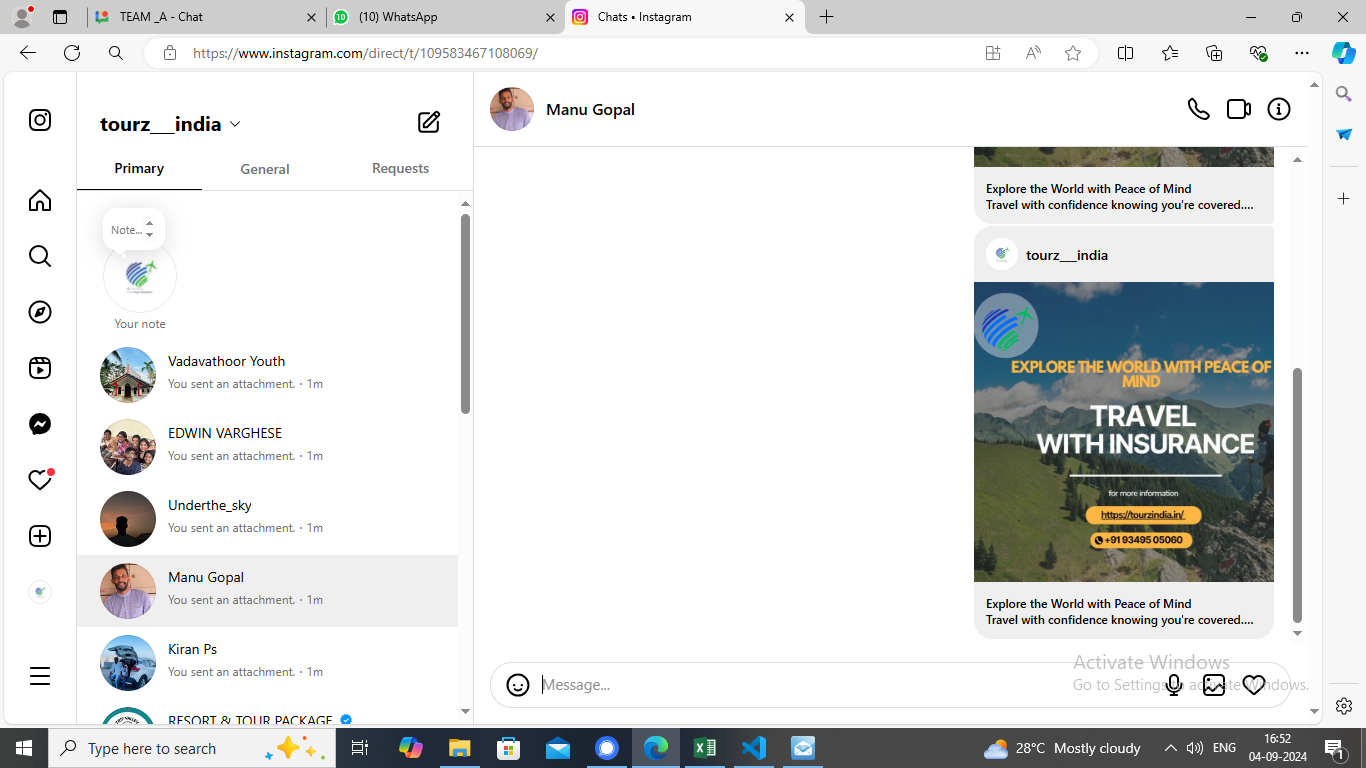 TEAM _A - Chat
(10) WhatsApp
Chats • Instagram
https://www.instagram.com/direct/t/109583467108069/
tourz___india
Primary
General
Requests
Note...
Your note
Vadavathoor Youth
You sent an attachment. · 1m
EDWIN VARGHESE
You sent an attachment. · 1m
Underthe_sky
You sent an attachment. · 1m
Manu Gopal
You sent an attachment. · 1m
Kiran Ps
You sent an attachment. · 1m
RESORT & TOUR PACKAGE
Manu Gopal
Explore the World with Peace of Mind
Travel with confidence knowing you're covered....
tourz___india
EXPLORE THE WORLD WITH PEACE OF
MIND
TRAVEL
WITH INSURANCE
for more information
https://tourzindia.in/
+91 93495 05060
Explore the World with Peace of Mind
Travel with confidence knowing you're covered....
Message...
Activate Windows
Go to Settings to activate Windows.
Type here to search
28°C Mostly cloudy
ENG
16:52
04-09-2024
1